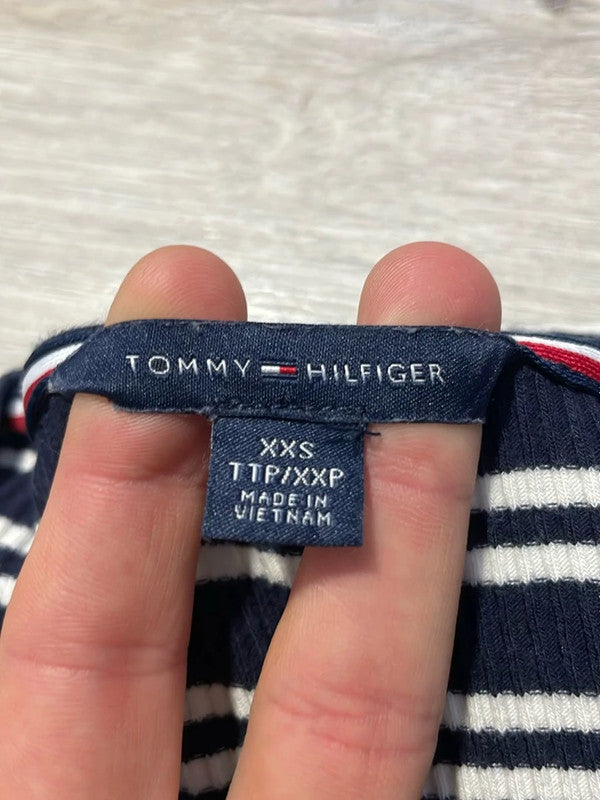 TOMMY HILFIGER
XXS
TTP/XXP
MADE IN
VIETNAM